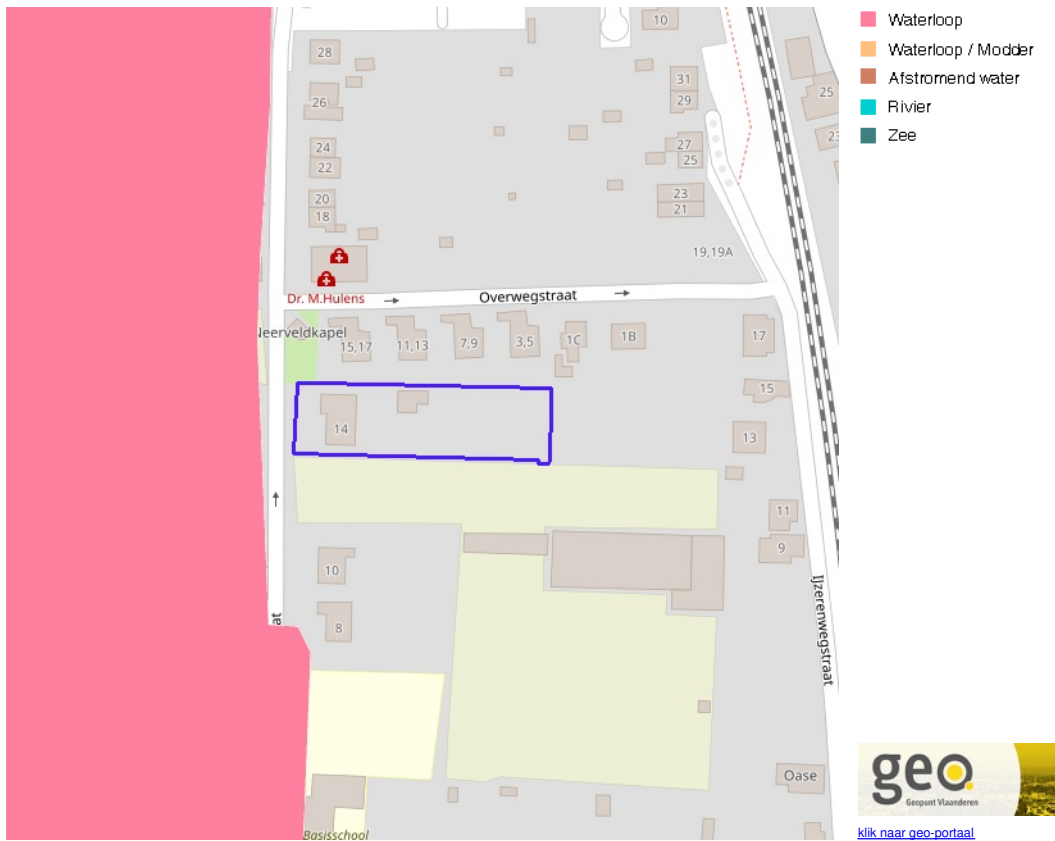 28
10
26
31
29
24
22
27
25
20
18
23
21
19,19A
25
Dr. M.Hulens
Overwegstraat
15,17
11,13
7,9
3,5
1C
1B
17
15
14
13
11
9
10
8
at
Ijzerenwegstraat
Oase
Basisschool
Waterloop
Waterloop / Modder
Afstromend water
Rivier
Zee
geo
Geopunt Vlaanderen
klik naar geo-portaal